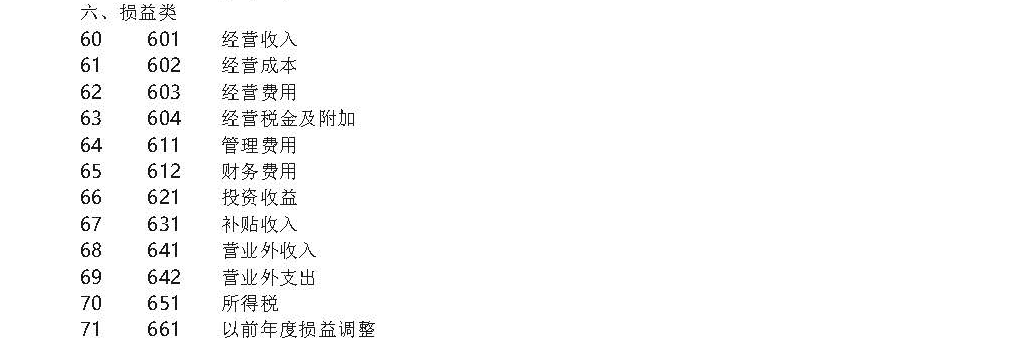 六、损益类
60 601 经营收入
61 602 经营成本
62 603 经营费用
63 604 经营税金及附加
64 611 管理费用
65 612 财务费用
66 621 投资收益
67 631 补贴收入
68 641 营业外收入
69 642 营业外支出
70 651 所得税
71 661 以前年度损益调整